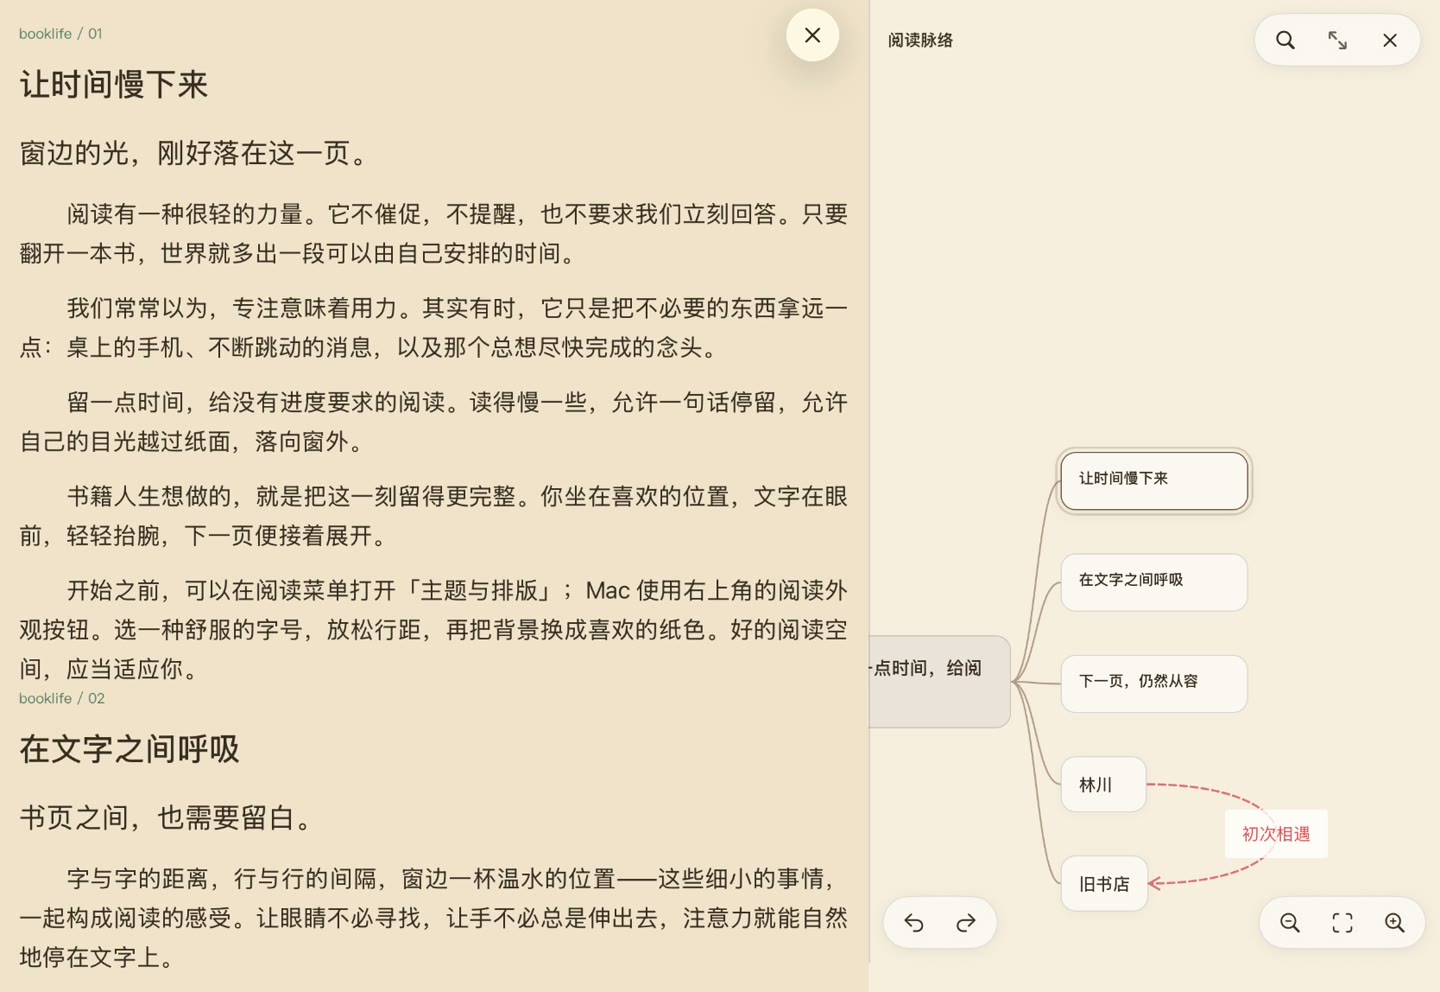 booklife / 01
让时间慢下来
窗边的光，刚好落在这一页。
阅读有一种很轻的力量。它不催促，不提醒，也不要求我们立刻回答。只要
翻开一本书，世界就多出一段可以由自己安排的时间。
我们常常以为，专注意味着用力。其实有时，它只是把不必要的东西拿远一
点：桌上的手机、不断跳动的消息，以及那个总想尽快完成的念头。
留一点时间，给没有进度要求的阅读。读得慢一些，允许一句话停留，允许
自己的目光越过纸面，落向窗外。
书籍人生想做的，就是把这一刻留得更完整。你坐在喜欢的位置，文字在眼
前，轻轻抬腕，下一页便接着展开。
开始之前，可以在阅读菜单打开「主题与排版」；Mac 使用右上角的阅读外
观按钮。选一种舒服的字号，放松行距，再把背景换成喜欢的纸色。好的阅读空
间，应当适应你。
booklife / 02
在文字之间呼吸
书页之间，也需要留白。
字与字的距离，行与行的间隔，窗边一杯温水的位置——这些细小的事情，
一起构成阅读的感受。让眼睛不必寻找，让手不必总是伸出去，注意力就能自然
地停在文字上。
阅读脉络
让时间慢下来
在文字之间呼吸
一点时间，给阅
下一页，仍然从容
林川
初次相遇
旧书店